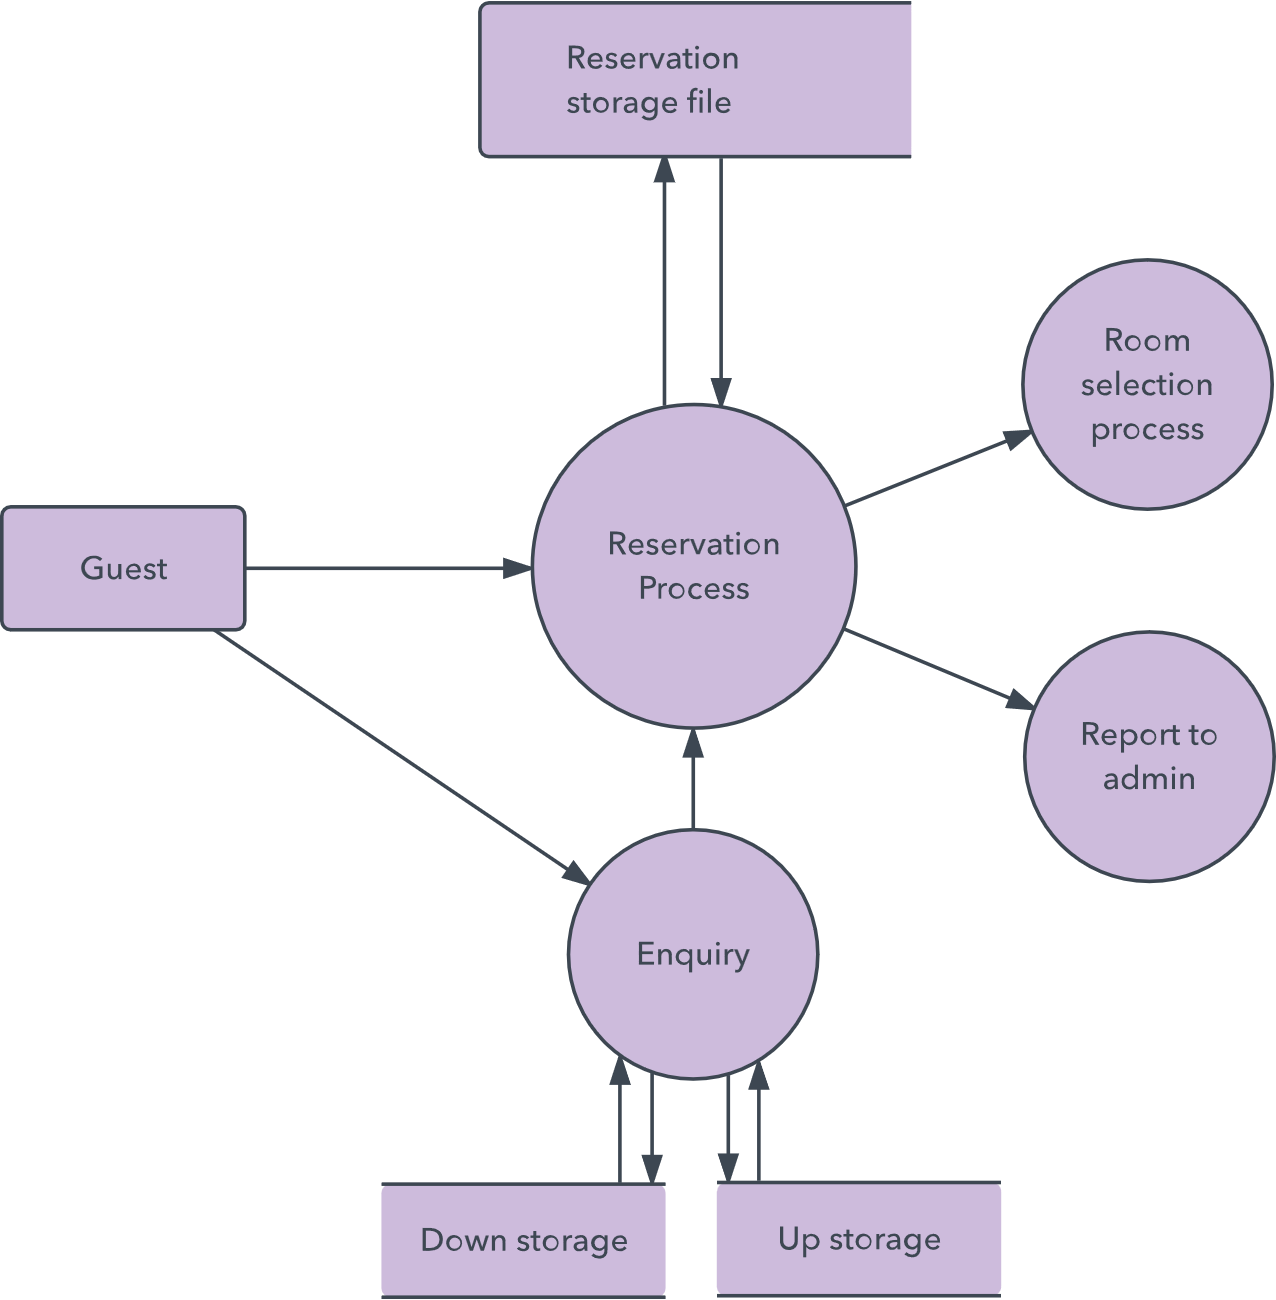 Reservation
storage file
Room
selection
process
Guest
Reservation
Process
Report to
admin
Enquiry
Down storage
Up storage